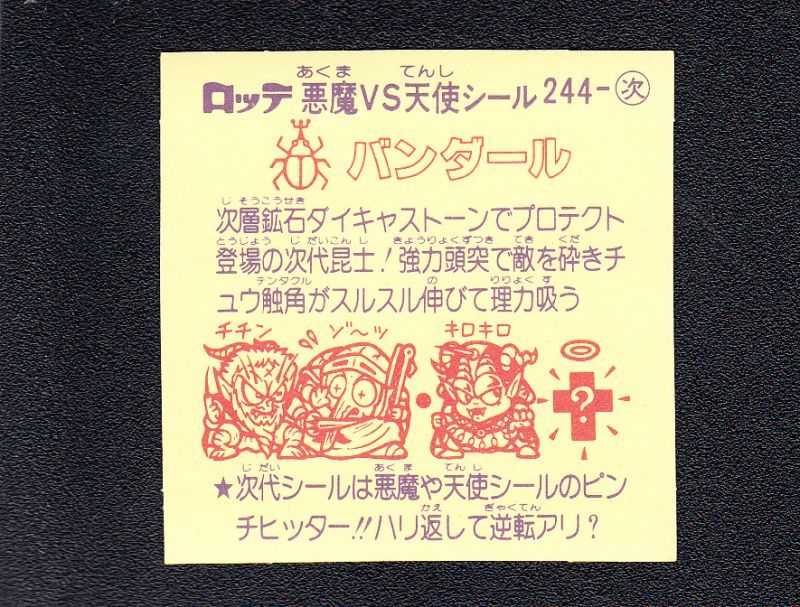 ロッテ 悪魔VS天使シール 244-次
あくま てんし
バンダール
じそうこうせき
次層鉱石ダイキャストーンでプロテクト
とうじょう じだいこんし きょうりょくずつき てき くだ
登場の次代昆士!強力頭突で敵を砕きチ
テンタクル の りりょくす
ュウ触角がスルスル伸びて理力吸う
チチン ゾ〜ッ キロキロ
?
じだい あくま てんし
★次代シールは悪魔や天使シールのピン
かえ ぎゃくてん
チヒッター!!ハリ返して逆転アリ?